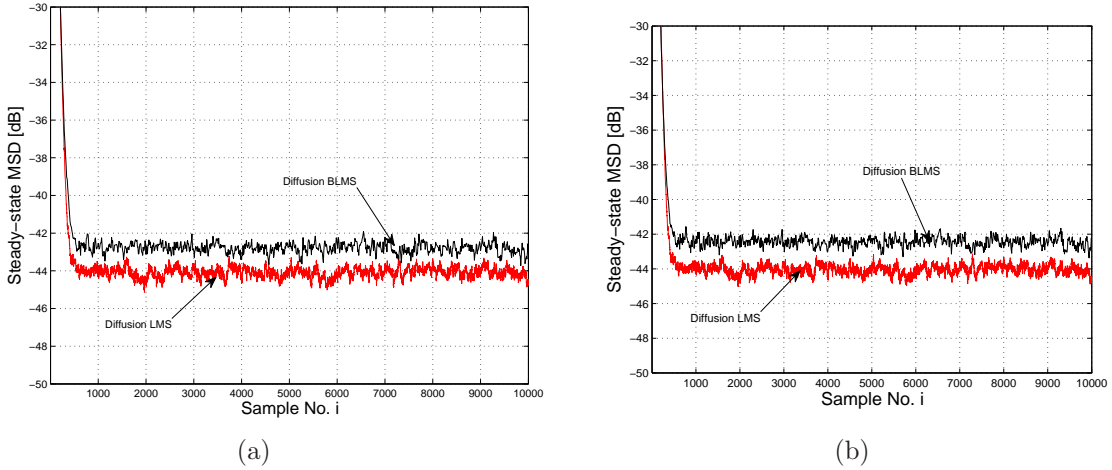 -30
-32
-34
-36
-38
-40
-42
-44
-46
-48
-50
Steady-state MSD [dB]
Diffusion BLMS
Diffusion LMS
1000 2000 3000 4000 5000 6000 7000 8000 9000 10000
Sample No. i
(a)
-30
-32
-34
-36
-38
-40
-42
-44
-46
-48
-50
Steady-state MSD [dB]
Diffusion BLMS
Diffusion LMS
1000 2000 3000 4000 5000 6000 7000 8000 9000 10000
Sample No. i
(b)